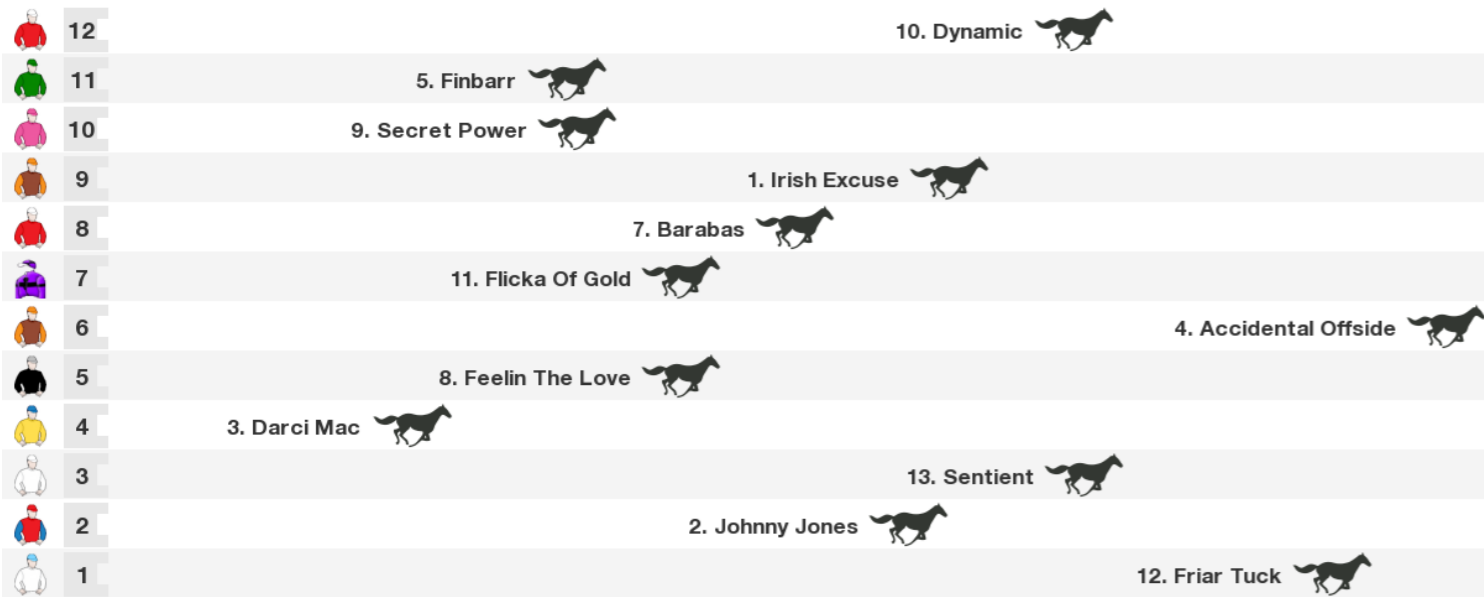 12 10. Dynamic
11 5. Finbarr
10 9. Secret Power
9 1. Irish Excuse
8 7. Barabas
7 11. Flicka Of Gold
6 4. Accidental Offside
5 8. Feelin The Love
4 3. Darci Mac
3 13. Sentient
2 2. Johnny Jones
1 12. Friar Tuck